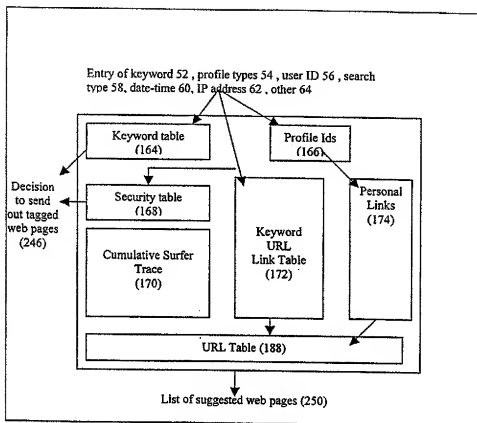 Entry of keyword 52 , profile types 54 , user ID 56 , search
type 58, date-time 60, IP address 62 , other 64
Keyword table
(164)
Profile Ids
(166)
Decision
to send
out tagged
web pages
(246)
Security table
(168)
Personal
Links
(174)
Cumulative Surfer
Trace
(170)
Keyword
URL
Link Table
(172)
URL Table (188)
List of suggested web pages (250)